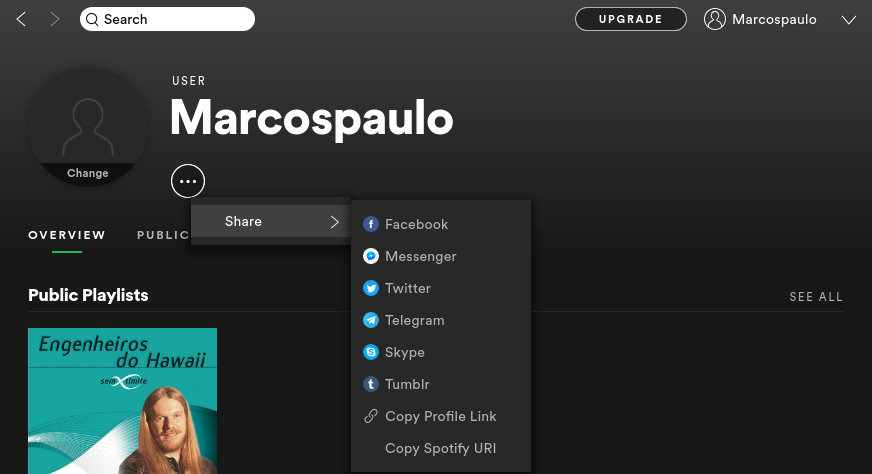 Search
UPGRADE
Marcospaulo
USER
Marcospaulo
Change
Share
Facebook
Messenger
Twitter
Telegram
Skype
Tumblr
Copy Profile Link
Copy Spotify URI
OVERVIEW
PUBLIC
Public Playlists
SEE ALL
Engenheiros
do Hawaii
sem limite